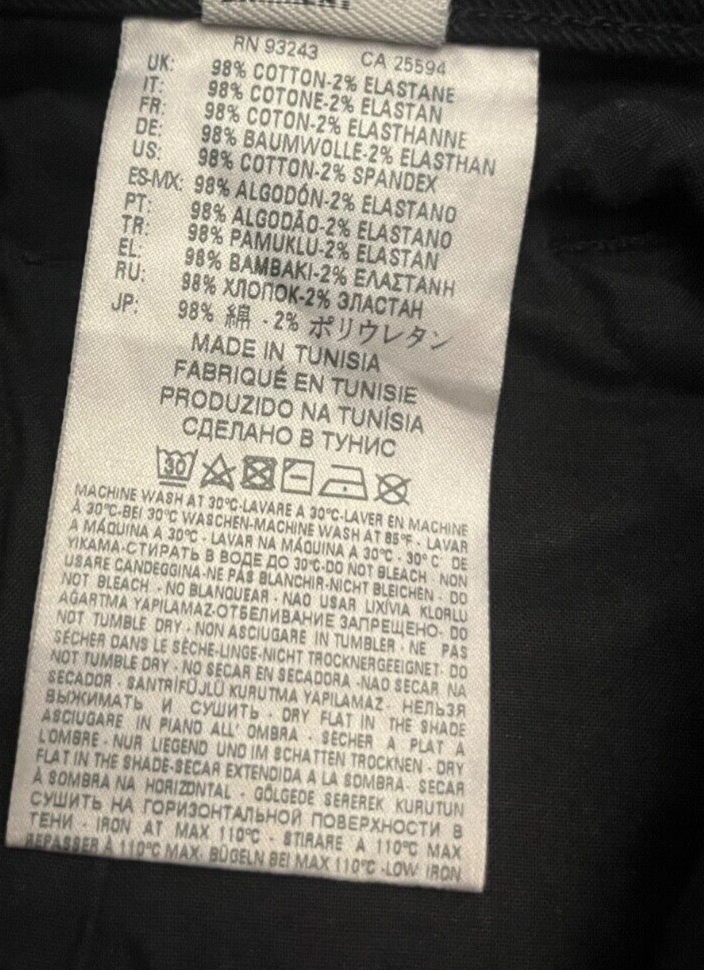 RN 93243 CA 25594
UK: 98% COTTON-2% ELASTANE
IT: 98% COTONE-2% ELASTAN
FR: 98% COTON-2% ELASTHANNE
DE: 98% BAUMWOLLE-2% ELASTHAN
US: 98% COTTON-2% SPANDEX
ES-MX: 98% ALGODÓN-2% ELASTANO
PT: 98% ALGODÃO-2% ELASTANO
TR: 98% PAMUKLU-2% ELASTAN
EL: 98% BAMBAKI-2% ΕΛΑΣΤΑΝΗ
RU: 98% ХЛОПОК-2% ЭЛАСТАН
JP: 98% 綿 - 2% ポリウレタン
MADE IN TUNISIA
FABRIQUÉ EN TUNISIE
PRODUZIDO NA TUNÍSIA
СДЕЛАНО В ТУНИС
30
MACHINE WASH AT 30°C-LAVARE A 30°C-LAVER EN MACHINE
À 30°C-BEI 30°C WASCHEN-MACHINE WASH AT 85°F - LAVAR
A MÁQUINA A 30°C - LAVAR NA MÁQUINA A 30°C - 30° C' DE
YIKAMA-СТИРАТЬ В ВОДЕ ДО 30°C-DO NOT BLEACH - NON
USARE CANDEGGINA-NE PAS BLANCHIR-NICHT BLEICHEN - DO
NOT BLEACH - NO BLANQUEAR - NAO USAR LIXÍVIA KLORLU
AĞARTMA YAPILAMAZ-ОТБЕЛИВАНИЕ ЗАПРЕЩЕНО- DO
NOT TUMBLE DRY - NON ASCIUGARE IN TUMBLER - NE PAS
SÉCHER DANS LE SÈCHE-LINGE-NICHT TROCKNERGEEIGNET- DO
NOT TUMBLE DRY - NO SECAR EN SECADORA -NAO SECAR NA
SECADOR - SANTRİFÜJLÜ KURUTMA YAPILAMAZ - НЕЛЬЗЯ
ВЫЖИМАТЬ И СУШИТЬ - DRY FLAT IN THE SHADE
ASCIUGARE IN PIANO ALL' OMBRA - SÉCHER A PLAT A
L'OMBRE - NUR LIEGEND UND IM SCHATTEN TROCKNEN - DRY
FLAT IN THE SHADE-SECAR EXTENDIDA A LA SOMBRA- SECAR
À SOMBRA NA HORIZONTAL - GÖLGEDE SEREREK KURUTUN
СУШИТЬ НА ГОРИЗОНТАЛЬНОЙ ПОВЕРХНОСТИ В
ТЕНИ - IRON AT MAX 110°C - STIRARE A 110°C MAX
REPASSER À 110°C MAX- BÜGELN BEI MAX 110°C -LOW IRON